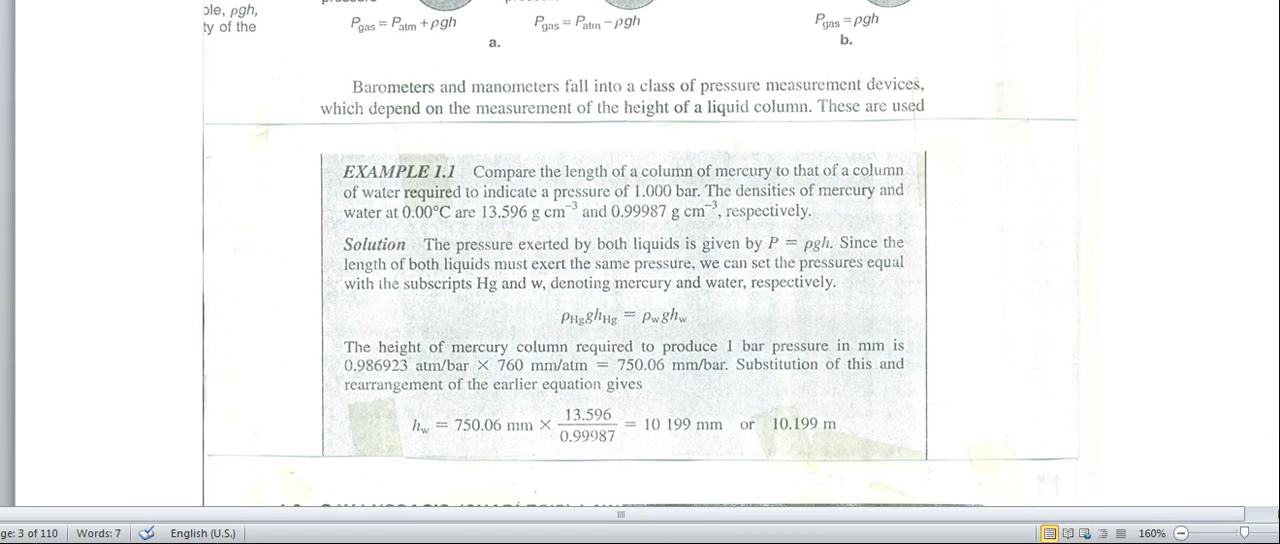 ple, ρgh,
ty of the
P_gas = P_atm + ρgh
P_gas = P_atm − ρgh
P_gas = ρgh
a.
b.
Barometers and manometers fall into a class of pressure measurement devices,
which depend on the measurement of the height of a liquid column. These are used
EXAMPLE 1.1 Compare the length of a column of mercury to that of a column
of water required to indicate a pressure of 1.000 bar. The densities of mercury and
water at 0.00°C are 13.596 g cm⁻³ and 0.99987 g cm⁻³, respectively.
Solution The pressure exerted by both liquids is given by P = ρgh. Since the
length of both liquids must exert the same pressure, we can set the pressures equal
with the subscripts Hg and w, denoting mercury and water, respectively.
ρ_Hg gh_Hg = ρ_w gh_w
The height of mercury column required to produce 1 bar pressure in mm is
0.986923 atm/bar × 760 mm/atm = 750.06 mm/bar. Substitution of this and
rearrangement of the earlier equation gives
h_w = 750.06 mm × 13.596/0.99987 = 10 199 mm or 10.199 m
ge: 3 of 110 Words: 7 English (U.S.) 160%